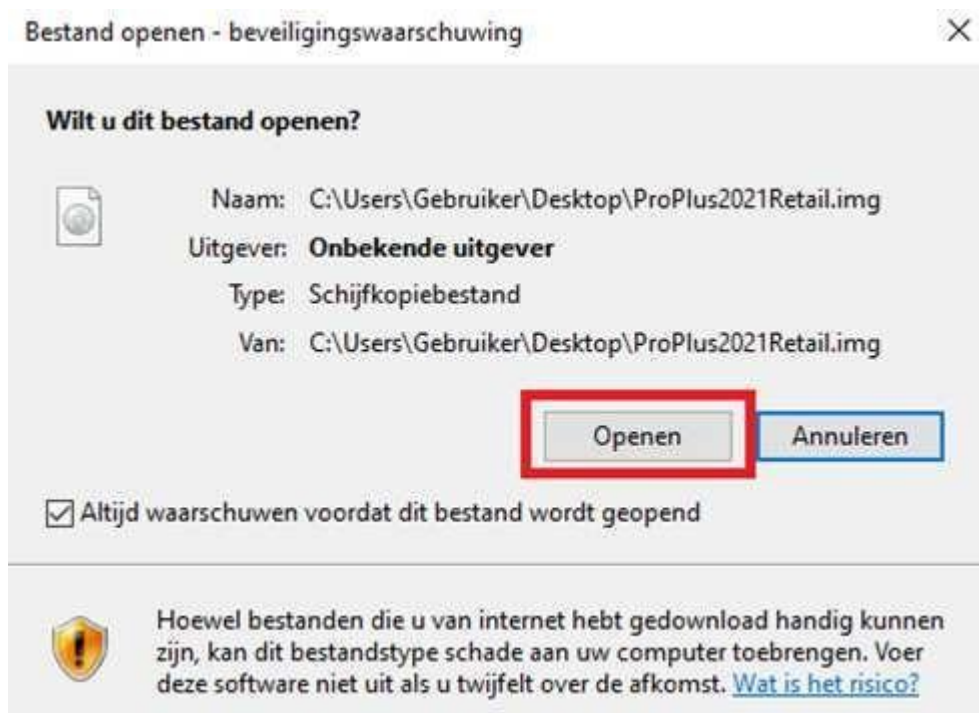 Bestand openen - beveiligingswaarschuwing
Wilt u dit bestand openen?
Naam: C:\Users\Gebruiker\Desktop\ProPlus2021Retail.img
Uitgever: Onbekende uitgever
Type: Schijfkopiebestand
Van: C:\Users\Gebruiker\Desktop\ProPlus2021Retail.img
Openen Annuleren
Altijd waarschuwen voordat dit bestand wordt geopend
Hoewel bestanden die u van internet hebt gedownload handig kunnen
zijn, kan dit bestandstype schade aan uw computer toebrengen. Voer
deze software niet uit als u twijfelt over de afkomst. Wat is het risico?